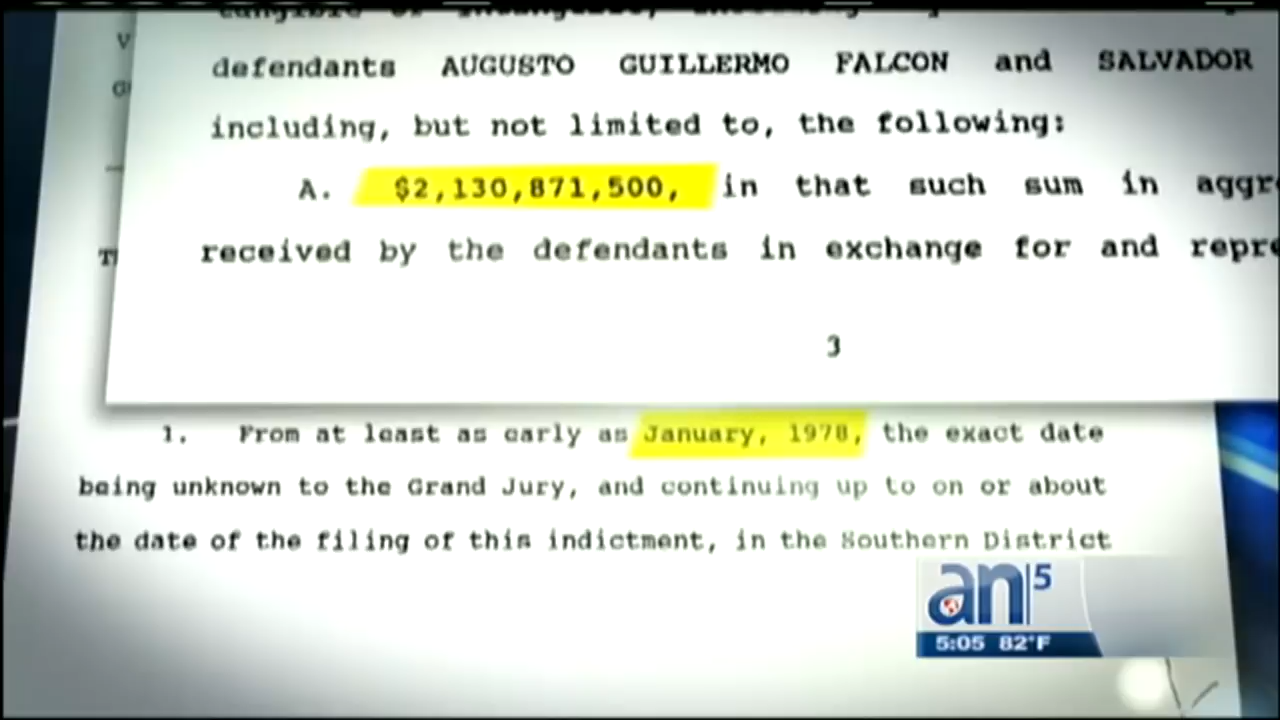 defendants AUGUSTO GUILLERMO FALCON and SALVADOR
including, but not limited to, the following:
A. $2,130,871,500, in that such sum in aggr
received by the defendants in exchange for and repre
3
1. From at least as early as January, 1978, the exact date
being unknown to the Grand Jury, and continuing up to on or about
the date of the filing of this indictment, in the Southern District
an 5
5:05 82°F